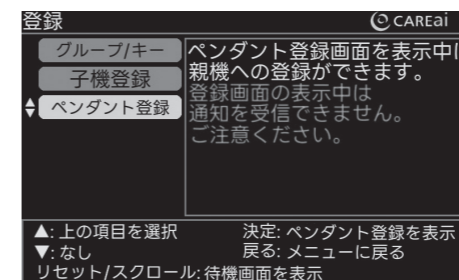 登録
CAREai
グループ/キー
子機登録
ペンダント登録
ペンダント登録画面を表示中に
親機への登録ができます。
登録画面の表示中は
通知を受信できません。
ご注意ください。
▲: 上の項目を選択
決定: ペンダント登録を表示
▼: なし
戻る: メニューに戻る
リセット/スクロール: 待機画面を表示